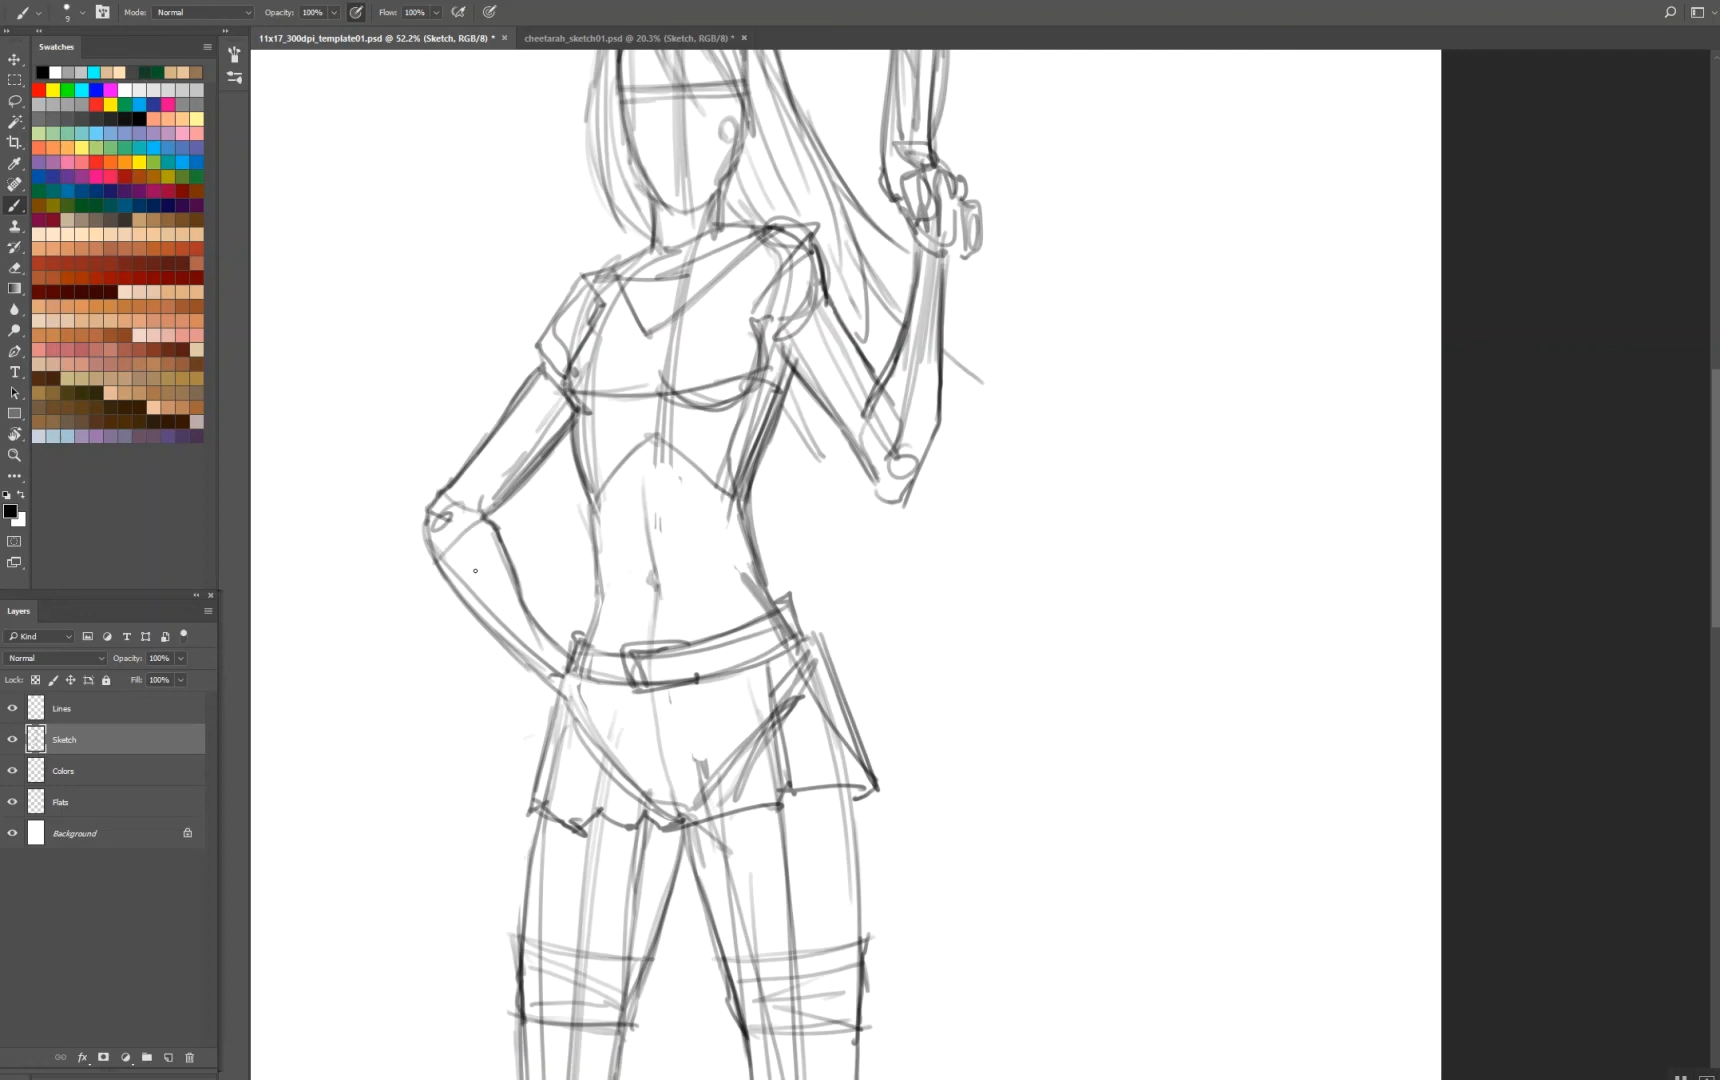 9 Mode: Normal Opacity: 100% Flow: 100%
11x17_300dpi_template01.psd @ 52.2% (Sketch, RGB/8) * × cheetarah_sketch01.psd @ 20.3% (Sketch, RGB/8) * ×
Swatches
Layers
Kind
Normal Opacity: 100%
Lock: Fill: 100%
Lines
Sketch
Colors
Flats
Background